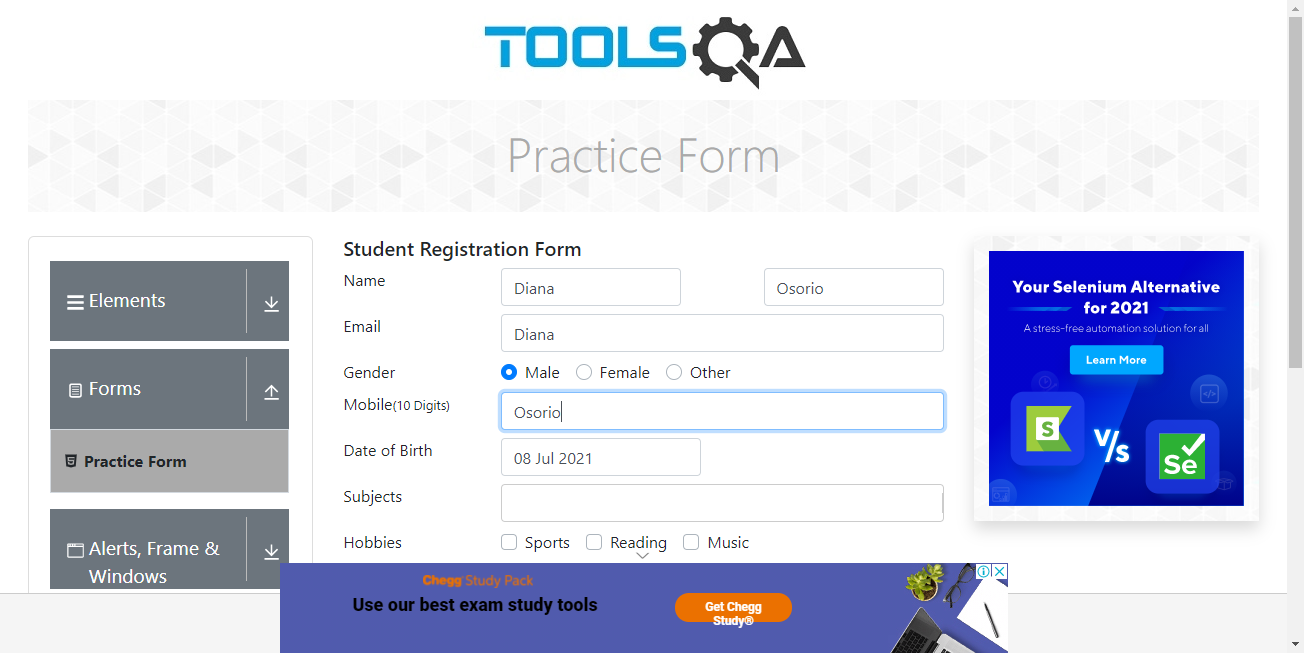 TOOLSQA
Practice Form
Elements
Forms
Practice Form
Alerts, Frame &
Windows
Student Registration Form
Name
Diana
Osorio
Email
Diana
Gender
Male
Female
Other
Mobile(10 Digits)
Osorio
Date of Birth
08 Jul 2021
Subjects
Hobbies
Sports
Reading
Music
Your Selenium Alternative
for 2021
A stress-free automation solution for all
Learn More
S
V/s
Se
Chegg Study Pack
Use our best exam study tools
Get Chegg
Study®